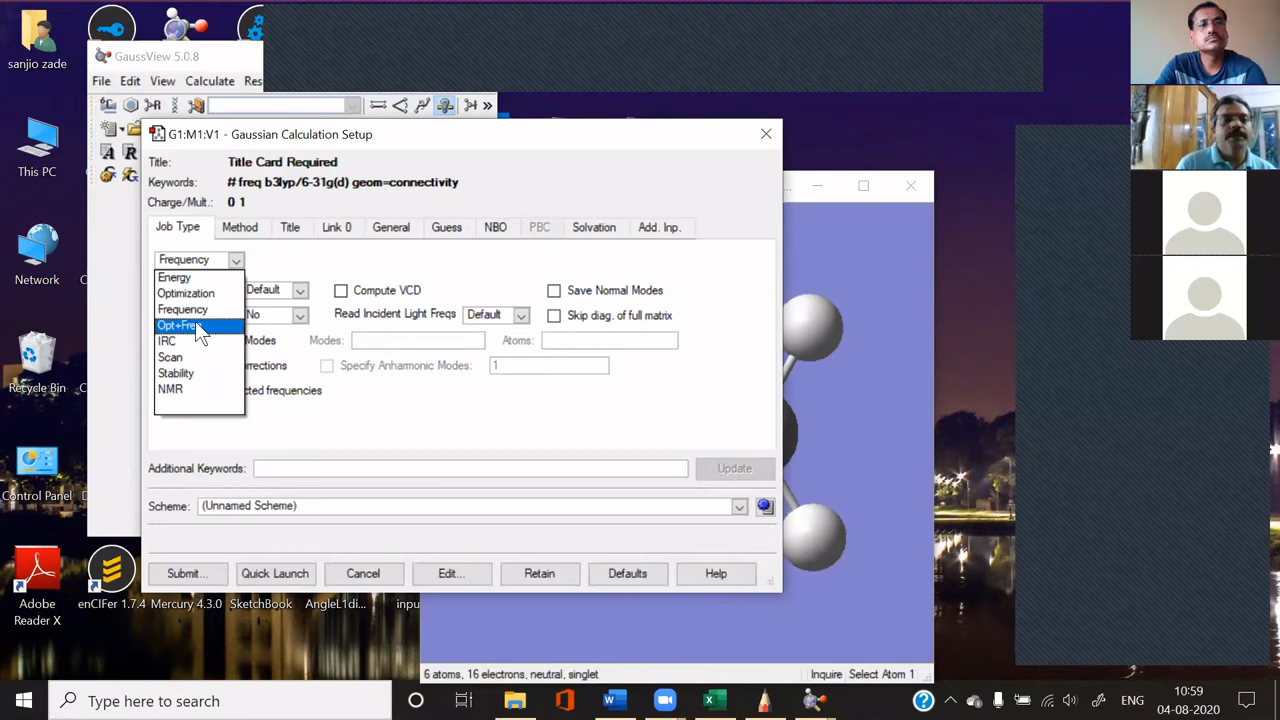 sanjio zade
This PC
Network
Recycle Bin
Control Panel
Adobe
Reader X
enCIFer 1.7.4
Mercury 4.3.0
SketchBook
AngleL1di...
GaussView 5.0.8
File Edit View Calculate
G1:M1:V1 - Gaussian Calculation Setup
Title: Title Card Required
Keywords: # freq b3lyp/6-31g(d) geom=connectivity
Charge/Mult.: 0 1
Job Type Method Title Link 0 General Guess NBO PBC Solvation Add. Inp.
Frequency
Energy
Optimization
Frequency
Opt+Freq
IRC
Scan
Stability
NMR
Default
Compute VCD
Save Normal Modes
No
Read Incident Light Freqs Default
Skip diag. of full matrix
Modes Modes: Atoms:
Specify Anharmonic Modes: 1
Additional Keywords: Update
Scheme: (Unnamed Scheme)
Submit... Quick Launch Cancel Edit... Retain Defaults Help
6 atoms, 16 electrons, neutral, singlet
Inquire Select Atom 1
Type here to search
ENG
10:59
04-08-2020